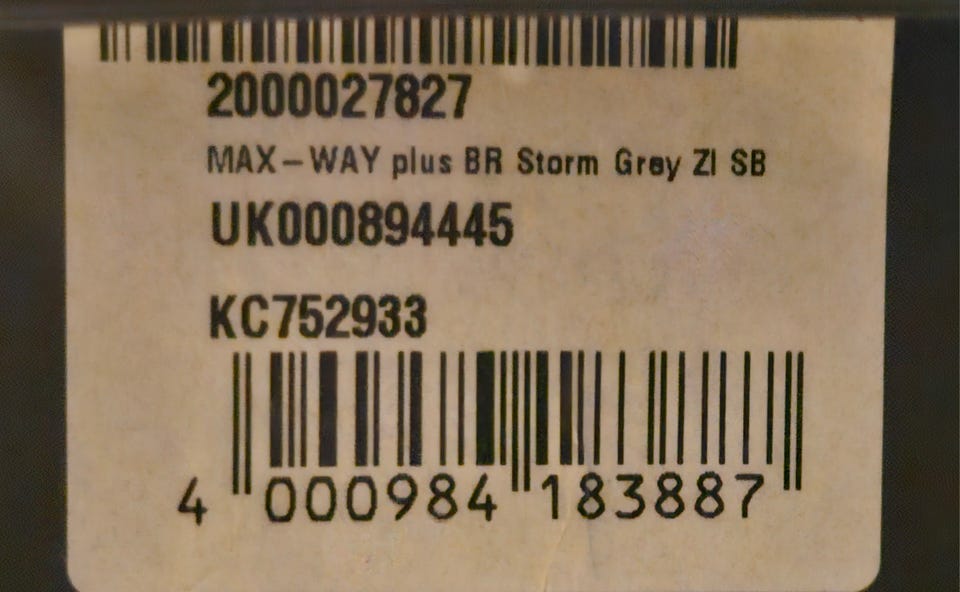 2000027827
MAX-WAY plus BR Storm Grey ZI SB
UK000894445
KC752933
4 000984 183887